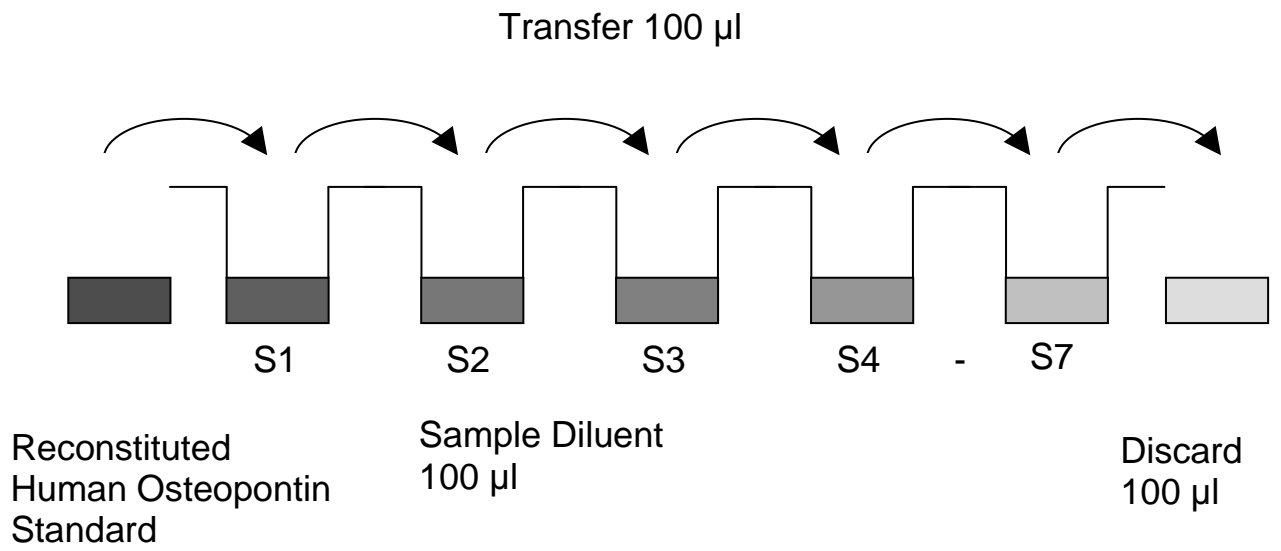 Transfer 100 µl
S1 S2 S3 S4 - S7
Reconstituted
Human Osteopontin
Standard
Sample Diluent
100 µl
Discard
100 µl